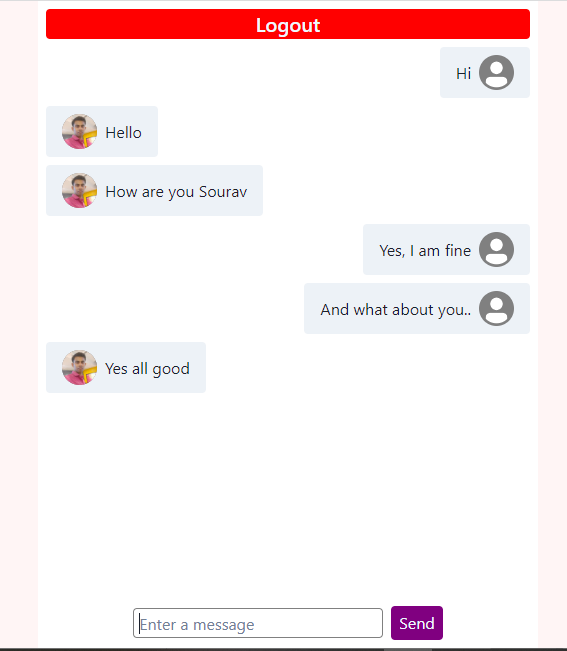 Logout
Hi
Hello
How are you Sourav
Yes, I am fine
And what about you..
Yes all good
Enter a message
Send